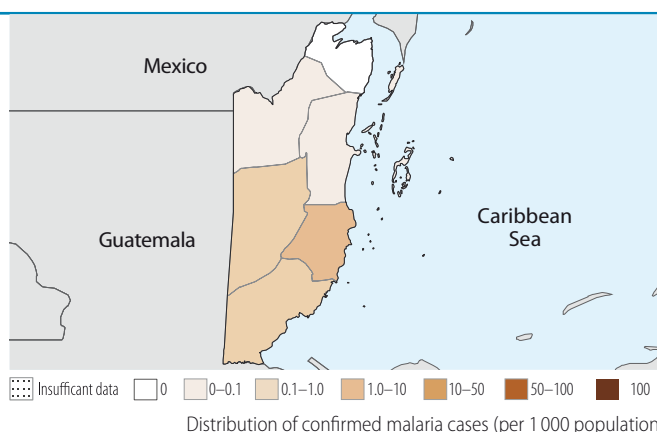 Mexico
Guatemala
Caribbean
Sea
Insufficant data 0 0–0.1 0.1–1.0 1.0–10 10–50 50–100 100
Distribution of confirmed malaria cases (per 1 000 population